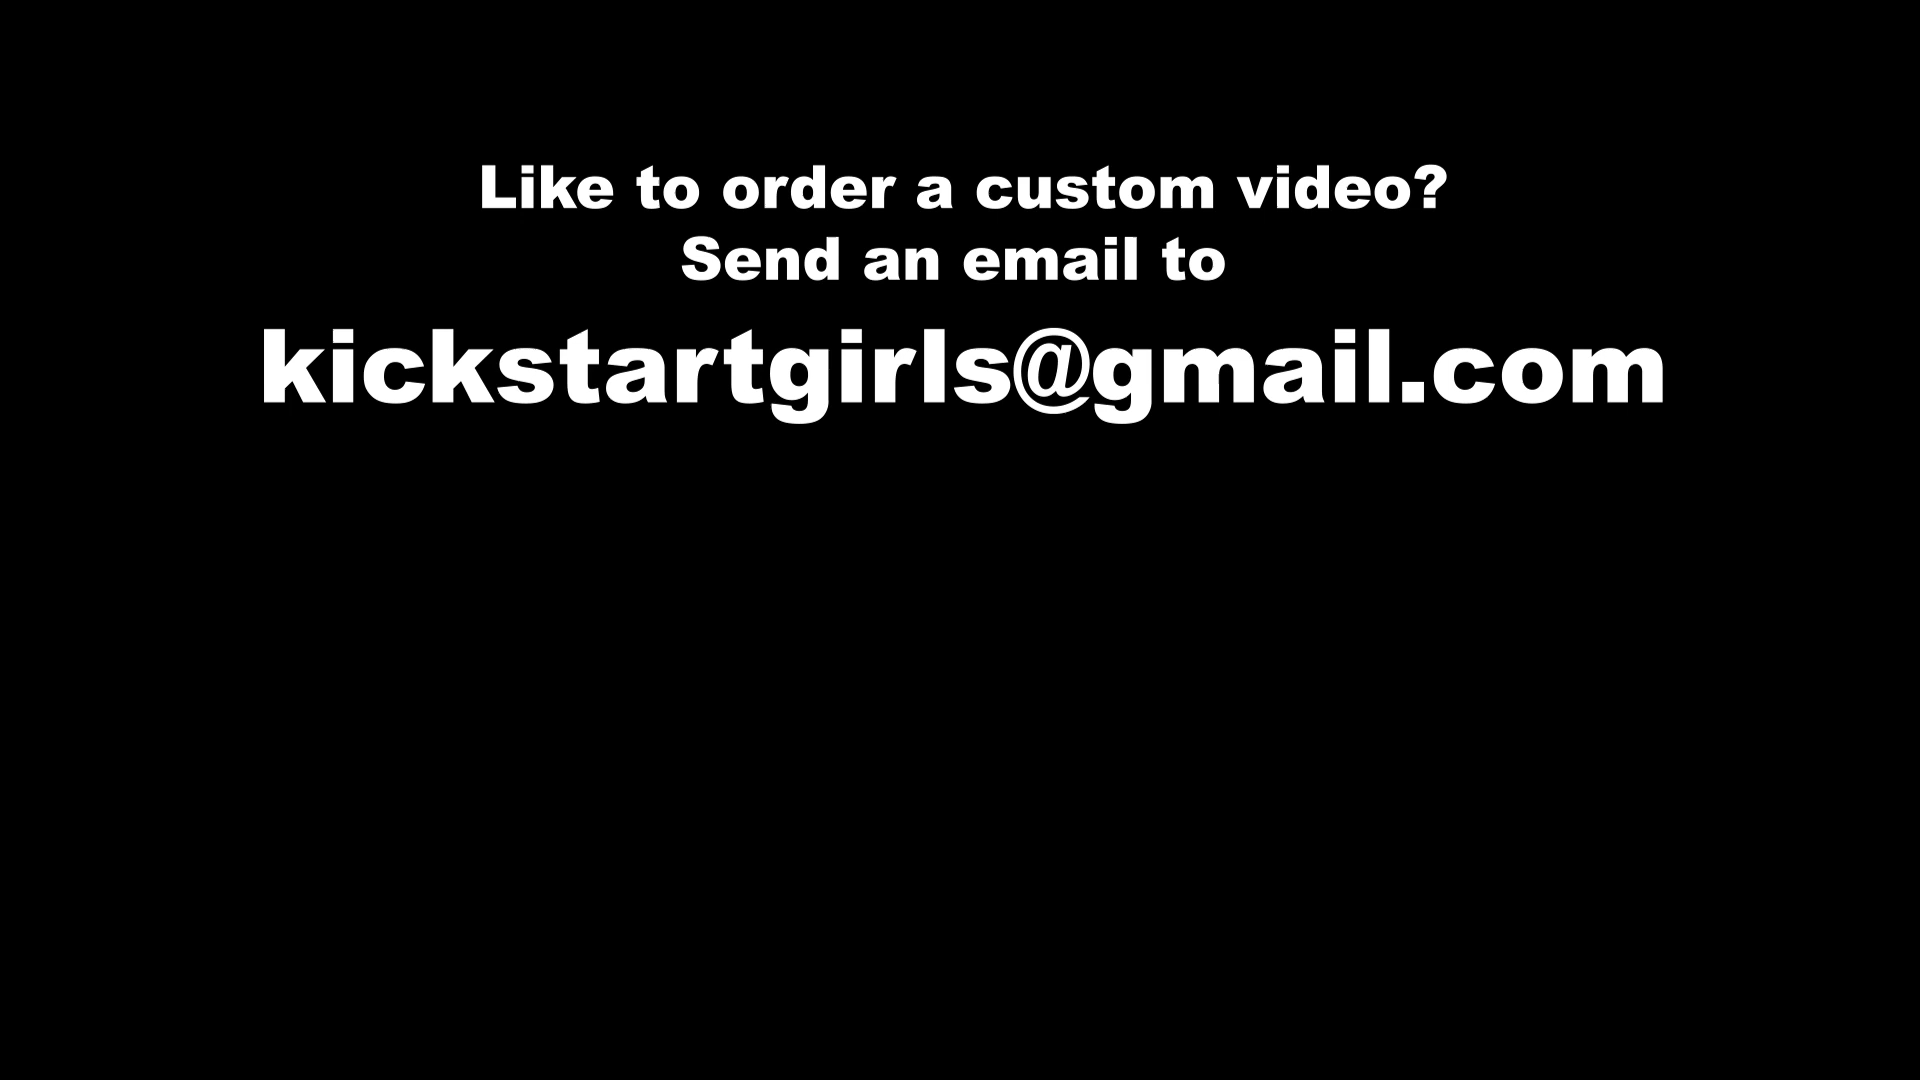 Like to order a custom video?
Send an email to
kickstartgirls@gmail.com